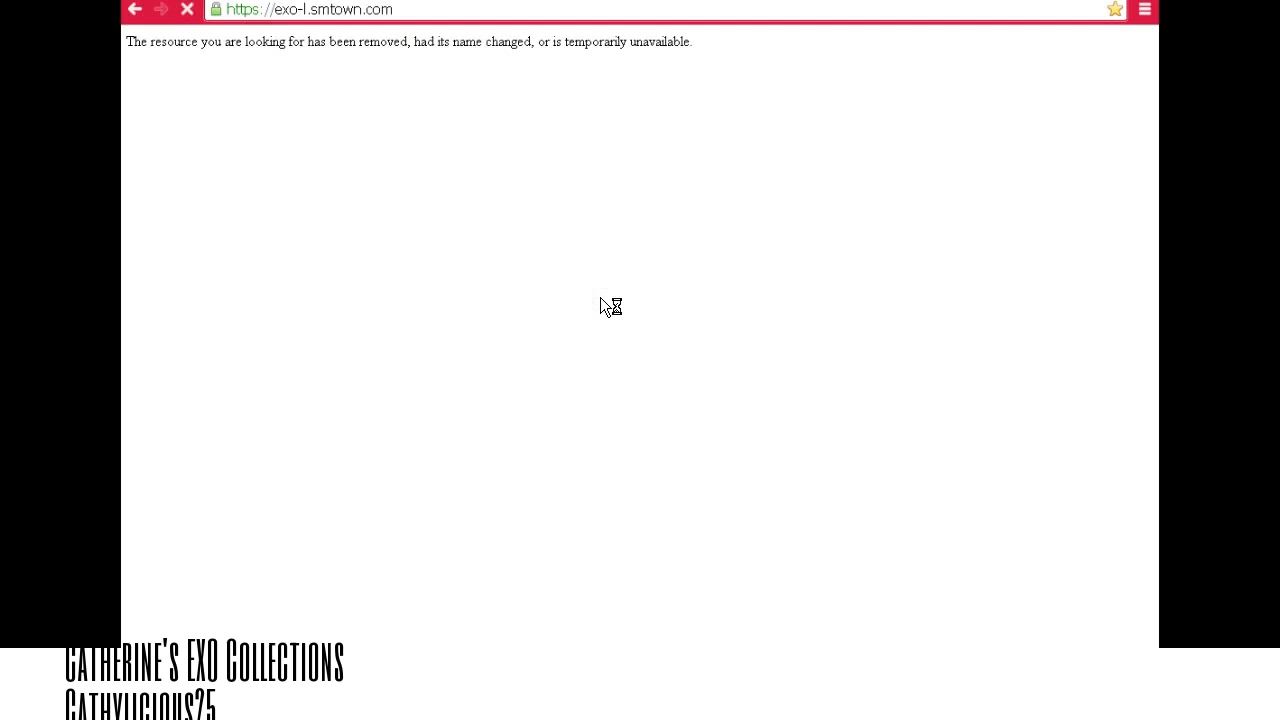 https://exo-l.smtown.com
The resource you are looking for has been removed, had its name changed, or is temporarily unavailable.
Catherine's EXO Collections
Cathylicious25